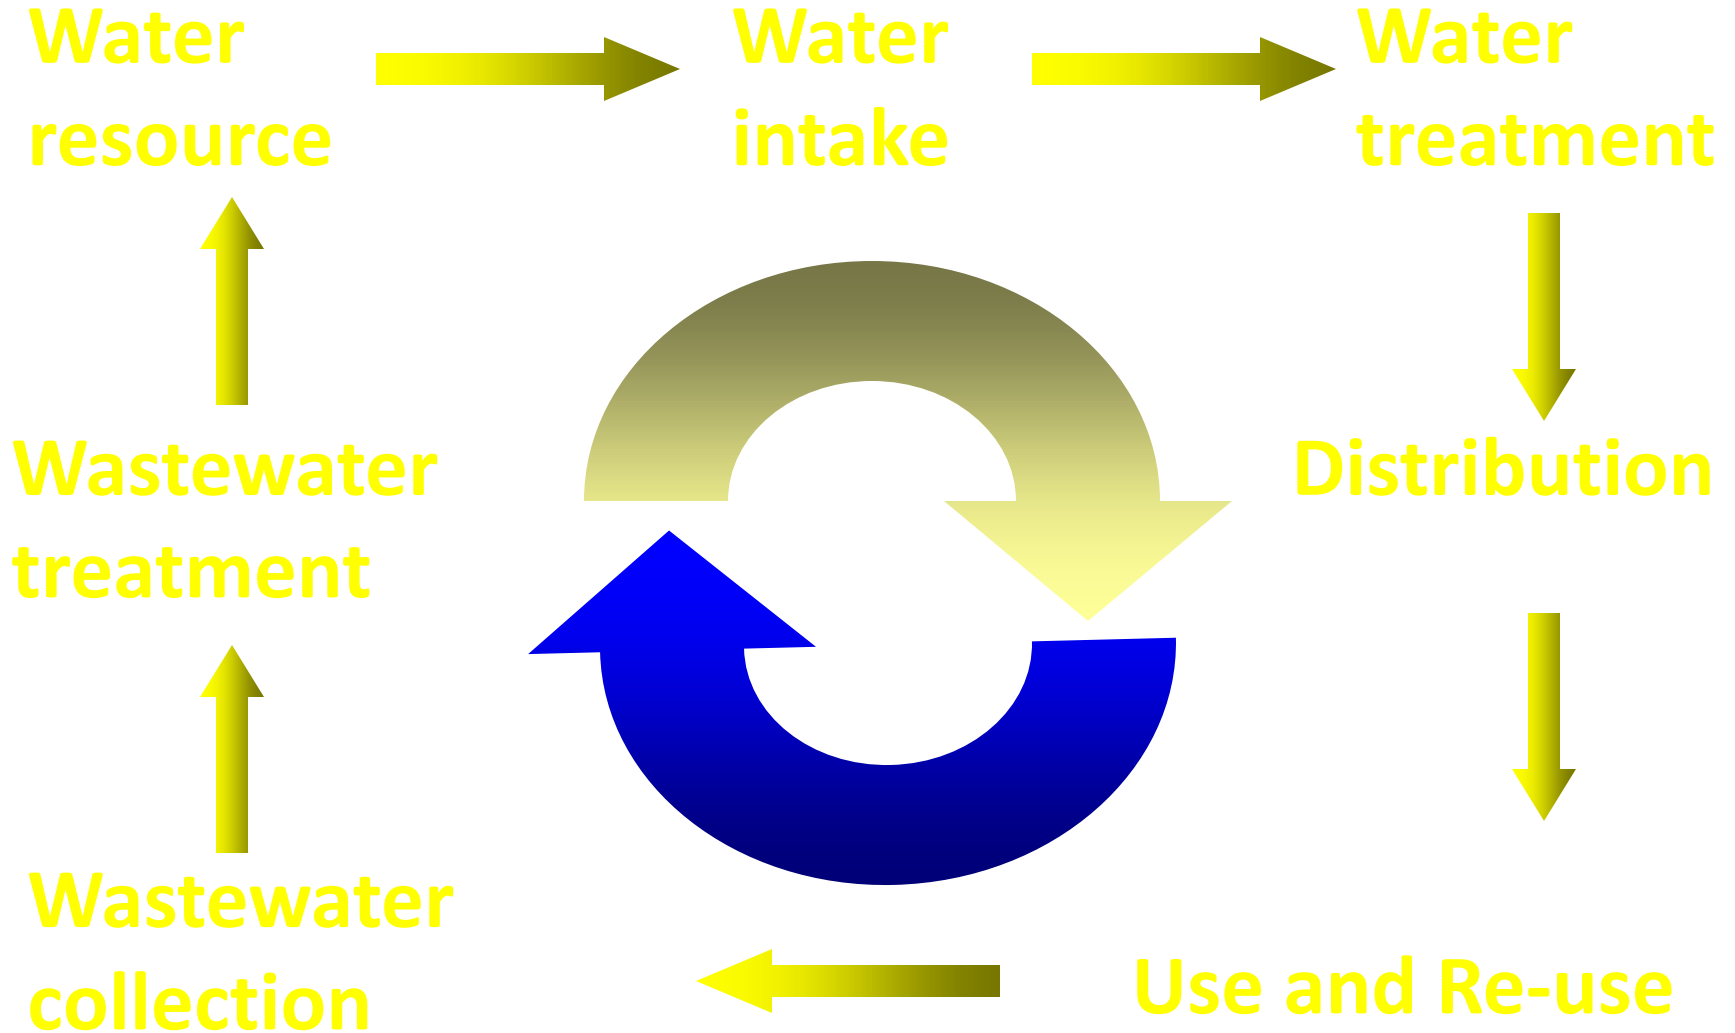 Water
resource
Water
intake
Water
treatment
Wastewater
treatment
Distribution
Wastewater
collection
Use and Re-use